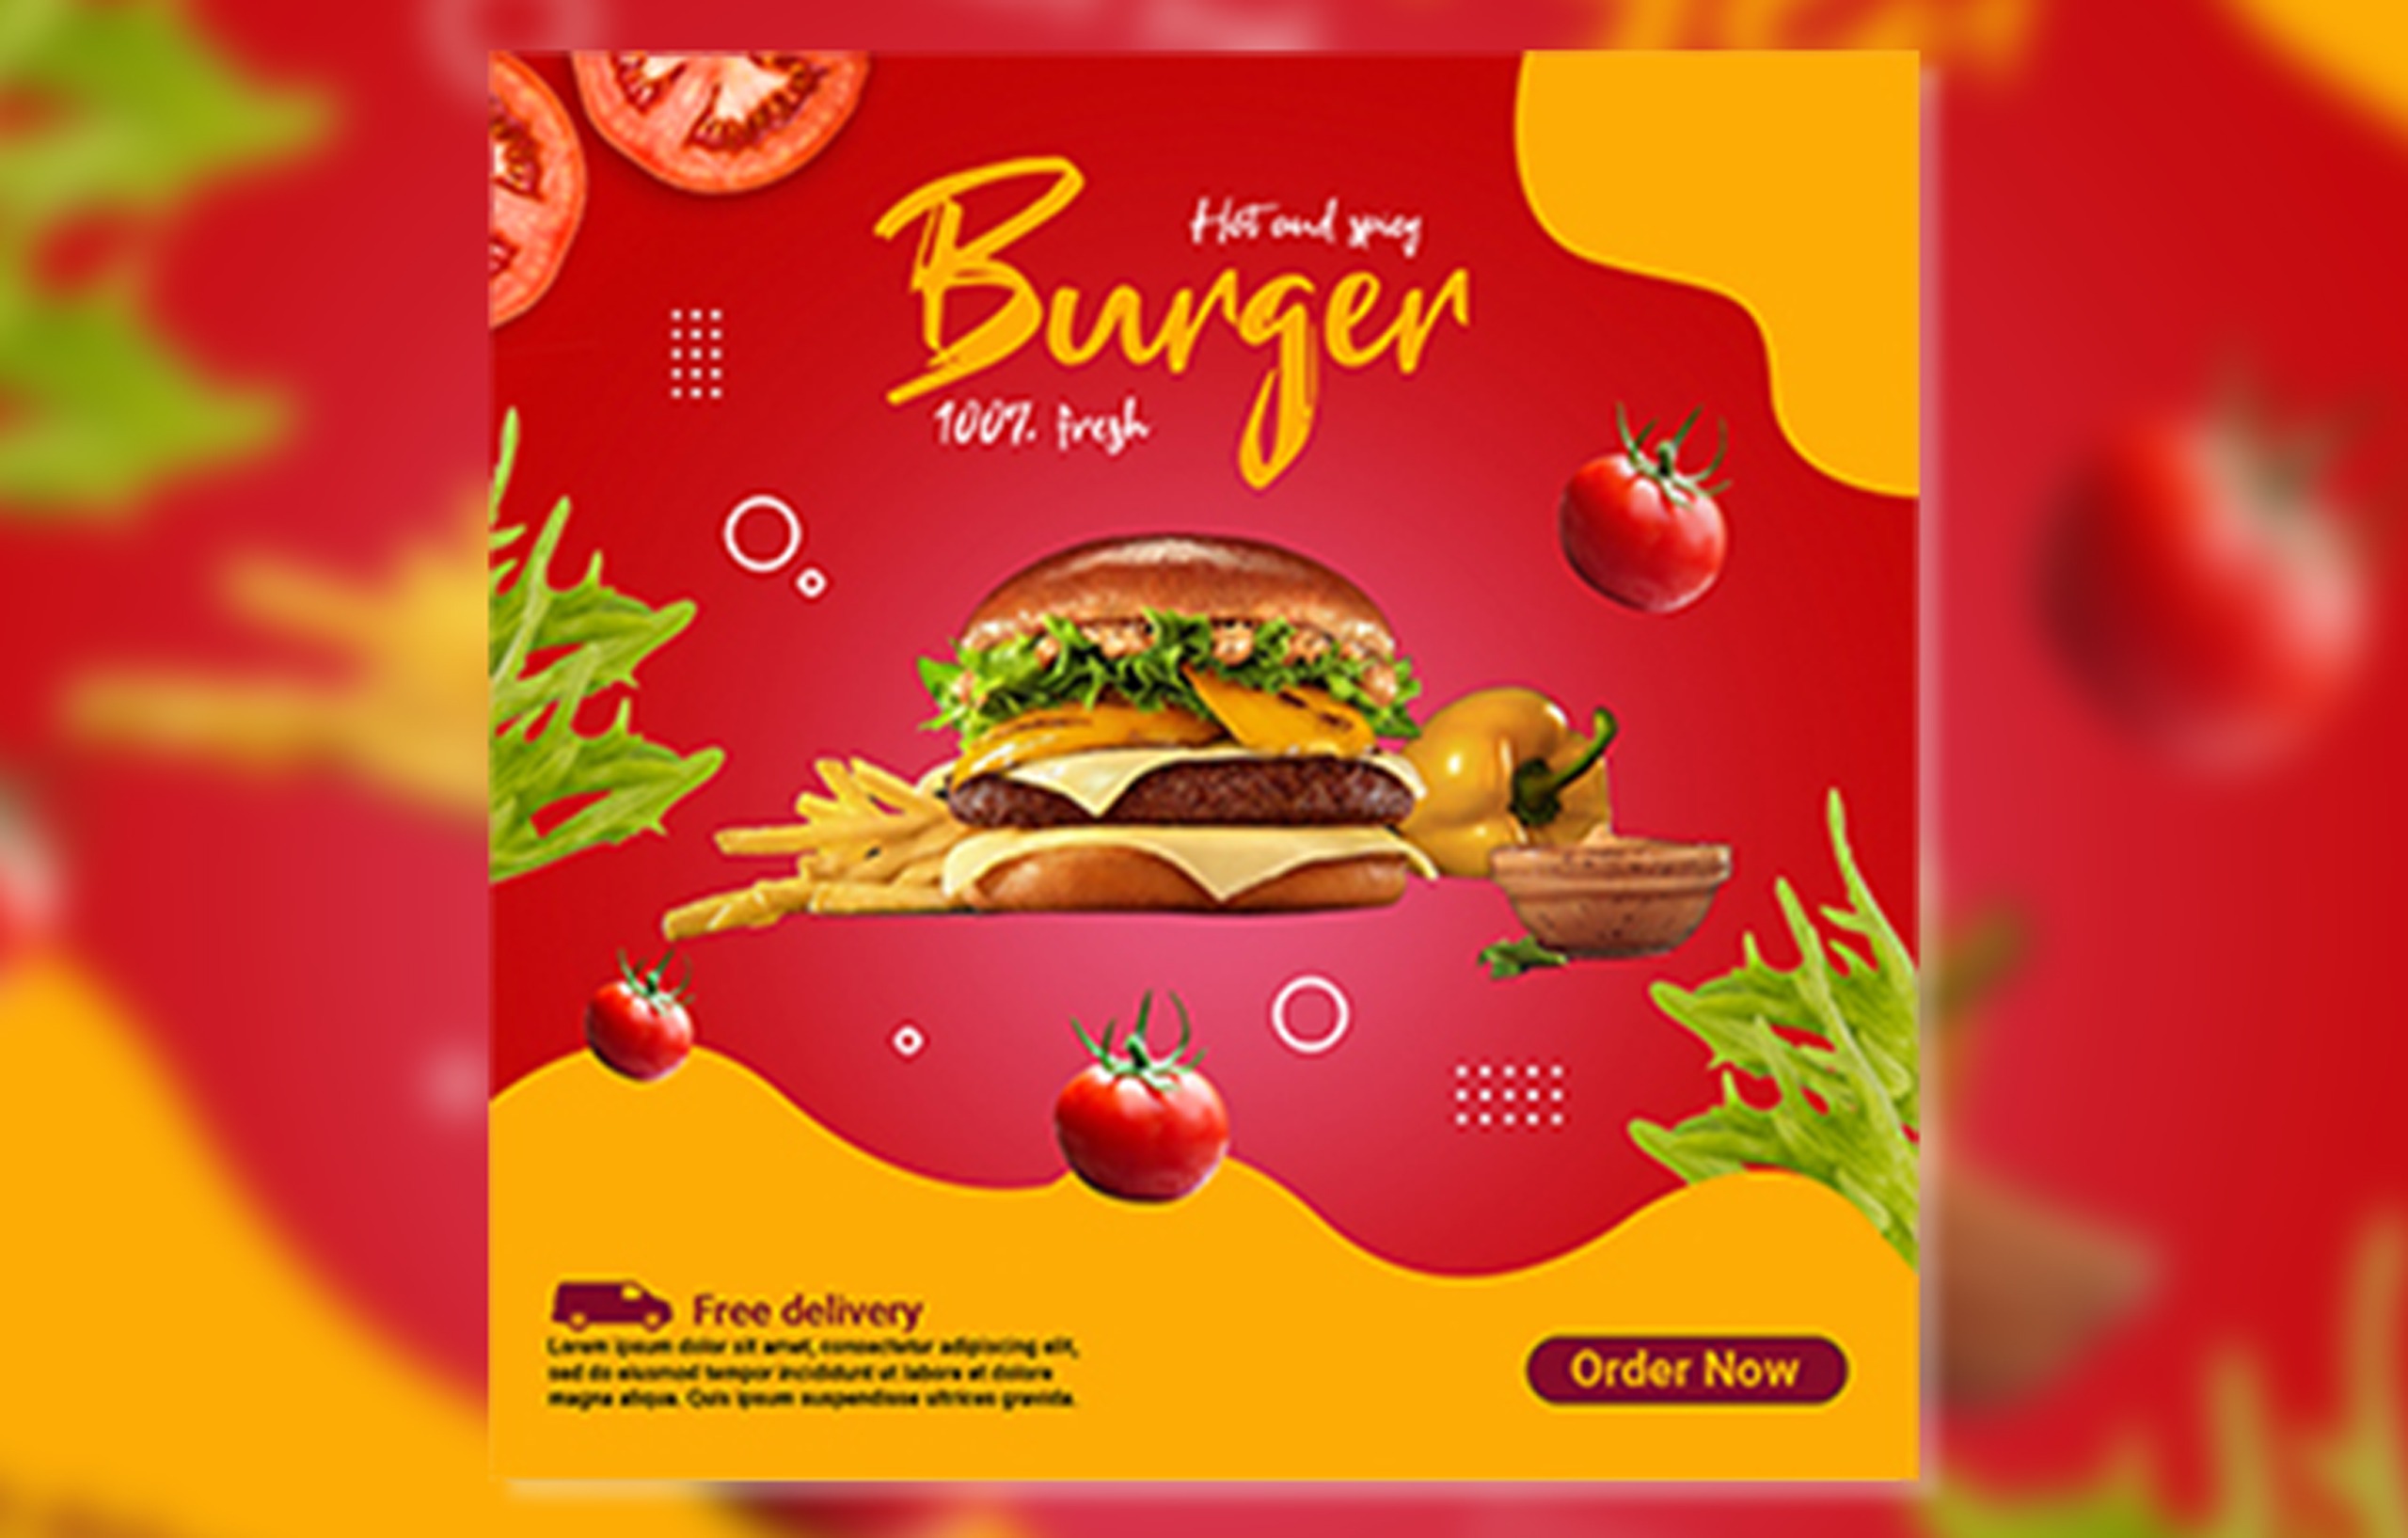 Hot and spicy
Burger
100% fresh
Free delivery
Lorem ipsum dolor sit amet, consectetur adipiscing elit,
sed do eiusmod tempor incididunt ut labore et dolore
magna aliqua. Quis ipsum suspendisse ultrices gravida.
Order Now